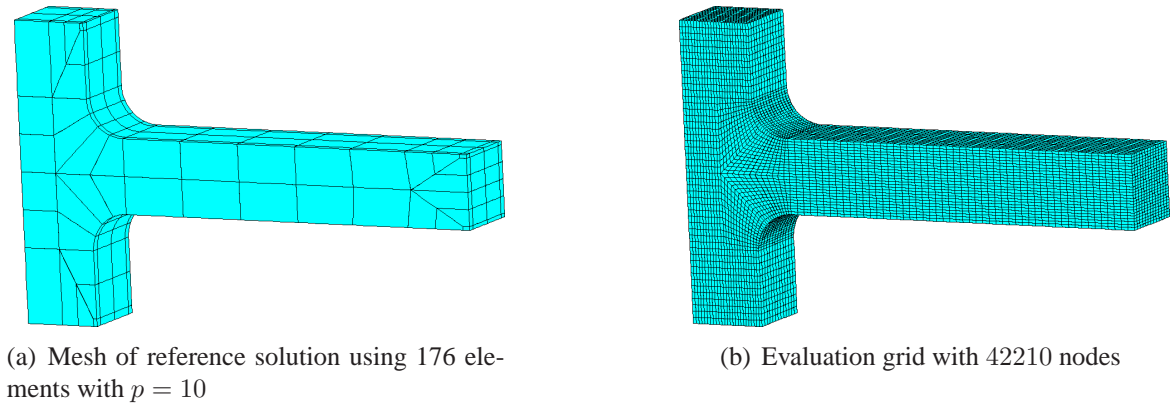 (a) Mesh of reference solution using 176 ele-
ments with p = 10
(b) Evaluation grid with 42210 nodes